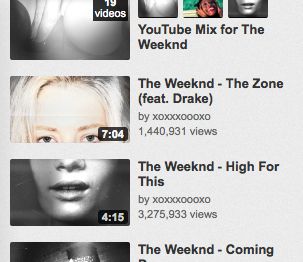 19
videos
YouTube Mix for The
Weeknd
The Weeknd - The Zone
(feat. Drake)
by xoxxxoooxo
1,440,931 views
7:04
The Weeknd - High For
This
by xoxxxoooxo
3,275,933 views
4:15
The Weeknd - Coming